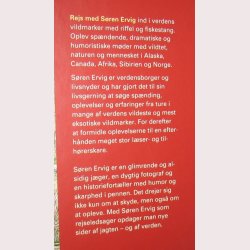 Rejs med Søren Ervig ind i verdens
vildmarker med riffel og fiskestang.
Oplev spændende, dramatiske og
humoristiske møder med vildtet,
naturen og mennesket i Alaska,
Canada, Afrika, Sibirien og Norge.
Søren Ervig er verdensborger og
livsnyder og har gjort det til sin
livsgerning at søge spænding,
oplevelser og erfaringer fra ture i
mange af verdens vildeste og mest
eksotiske vildmarker. For derefter
at formidle oplevelserne til en efter-
hånden meget stor læser- og til-
hørerskare.
Søren Ervig er en glimrende og al-
sidig jæger, en dygtig fotograf og
en historiefortæller med humor og
skarphed i pennen. Det drejer sig
ikke kun om at skyde, men også om
at opleve. Med Søren Ervig som
rejseledsager opdager man nye
sider af jagten – og af verden.